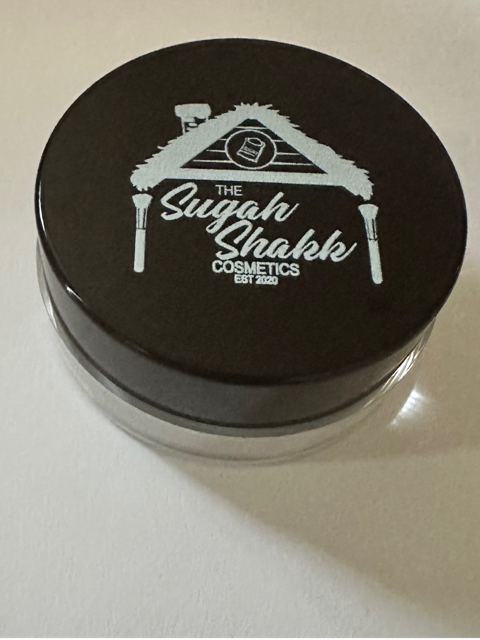 THE
Sugah
Shakk
COSMETICS
EST 2020